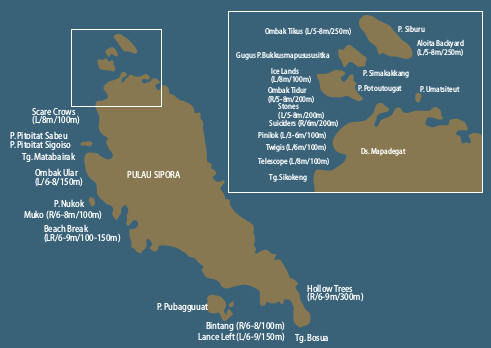 Ombak Tikus (L/5-8m/250m)
P. Siburu
Aloita Backyard
(L/5-8m/250m)
Gugus P.Bukkusmapusususitka
Ice Lands
(L/8m/100m)
P. Simakakkang
Ombak Tidur
(R/5-8m/200m)
P. Potoutougat
P. Umatsiteut
Stones
(L/5-8m/200m)
Suiciders (R/6m/200m)
Pinilok (L/3-6m/100m)
Twigis (L/6m/100m)
Ds. Mapadegat
Telescope (L/8m/100m)
Tg. Sikokeng
Scare Crows
(L/8m/100m)
P. Pitoitat Sabeu
P. Pitoitat Sigoiso
Tg. Matabairak
Ombak Ular
(L/6-8/150m)
PULAU SIPORA
P. Nukok
Muko (R/6-8m/100m)
Beach Break
(LR/6-9m/100-150m)
Hollow Trees
(R/6-9m/300m)
P. Pubagguuat
Bintang (R/6-8/100m)
Lance Left (L/6-9/150m)
Tg. Bosua